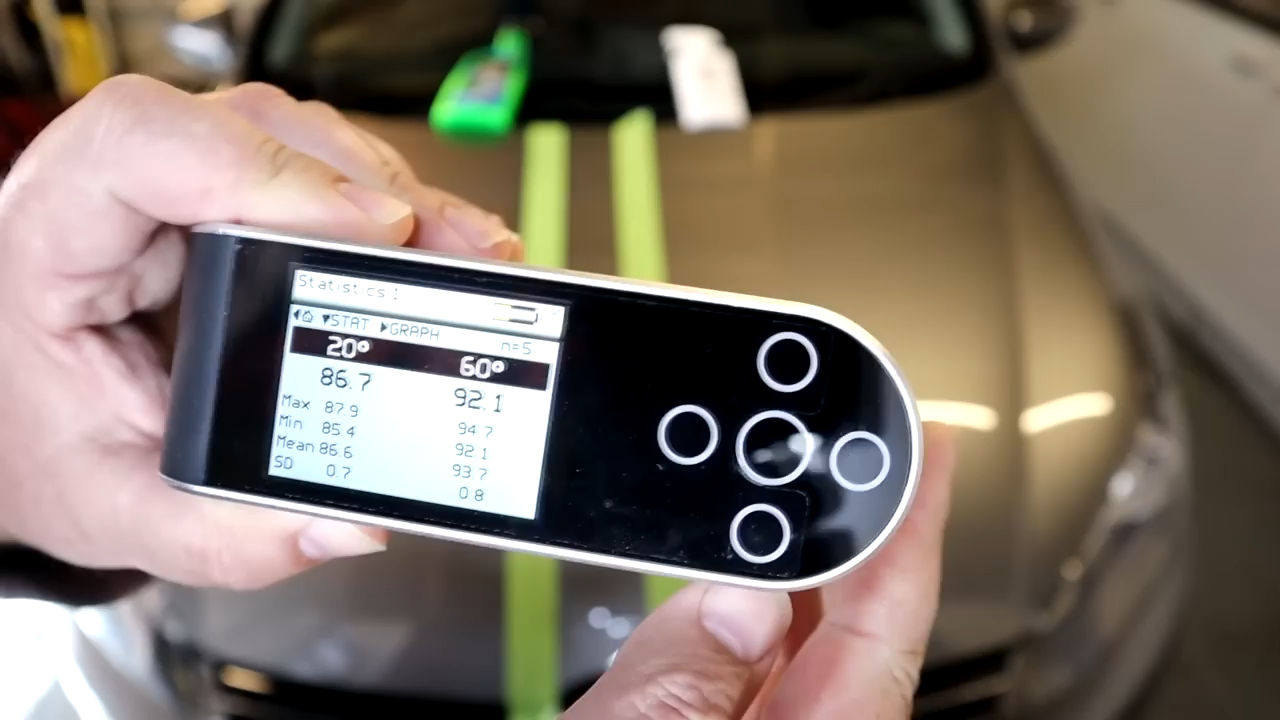 Statistics 1
STAT GRAPH n=5
20° 60°
86.7 92.1
Max 87.9 94.7
Min 85.4 92.1
Mean 86.6 93.7
SD 0.7 0.8